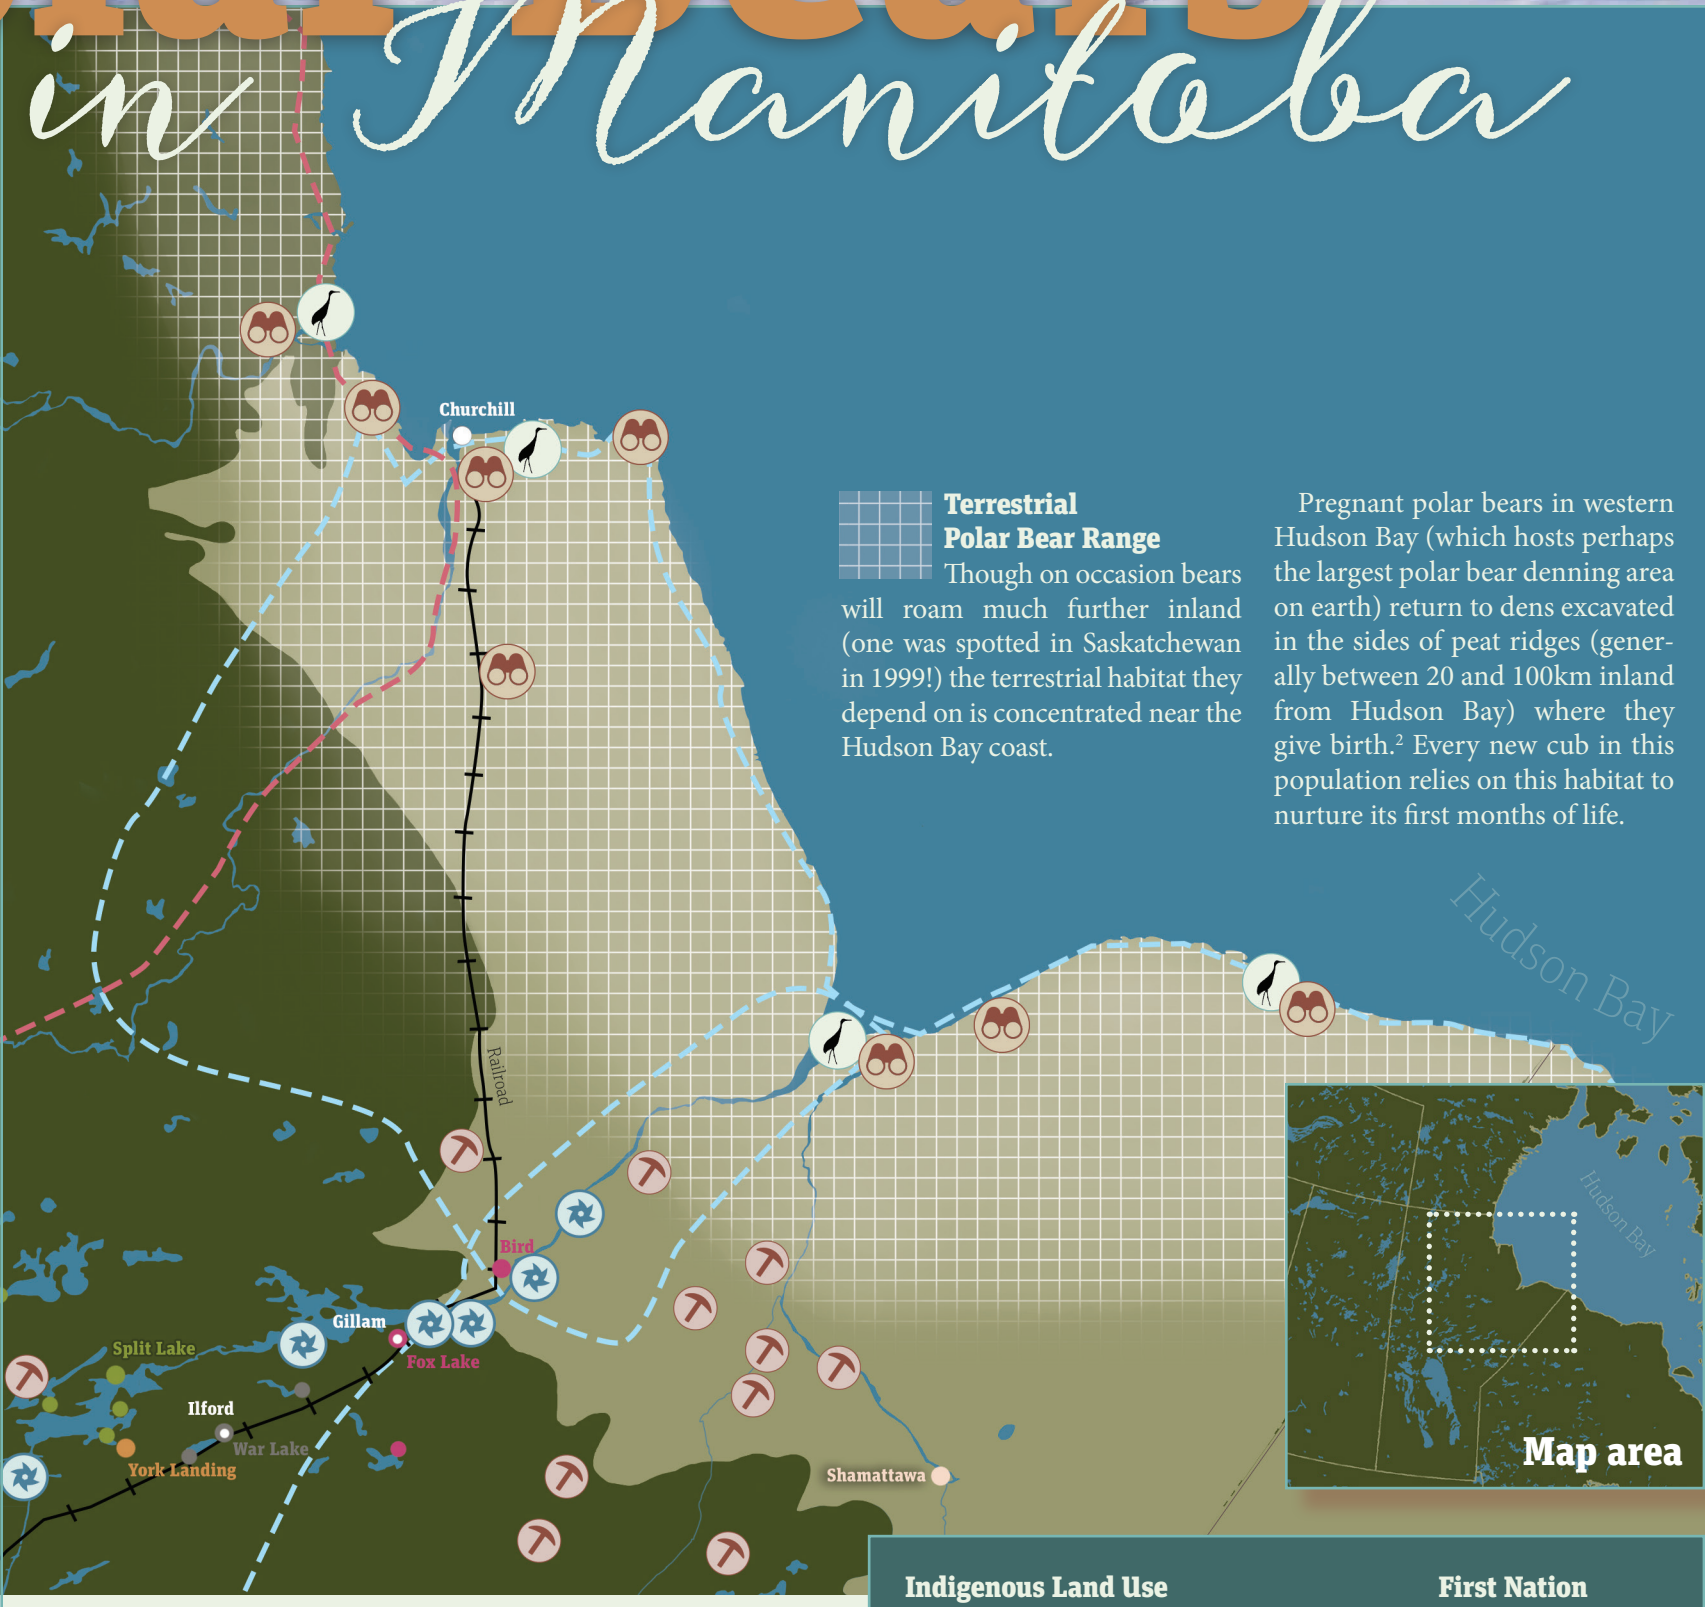 in Manitoba
Churchill
Terrestrial
Polar Bear Range
Though on occasion bears
will roam much further inland
(one was spotted in Saskatchewan
in 1999!) the terrestrial habitat they
depend on is concentrated near the
Hudson Bay coast.
Pregnant polar bears in western
Hudson Bay (which hosts perhaps
the largest polar bear denning area
on earth) return to dens excavated
in the sides of peat ridges (gener-
ally between 20 and 100km inland
from Hudson Bay) where they
give birth.² Every new cub in this
population relies on this habitat to
nurture its first months of life.
Hudson Bay
Railroad
Hudson Bay
Bird
Gillam
Split Lake
Fox Lake
Ilford
War Lake
York Landing
Shamattawa
Map area
Indigenous Land Use
First Nation